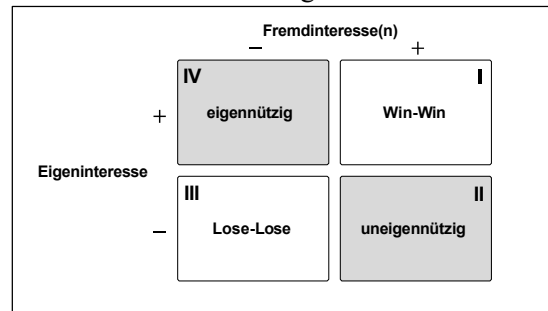 Fremdinteresse(n)
− +
IV I
+ eigennützig Win-Win
Eigeninteresse
III II
− Lose-Lose uneigennützig